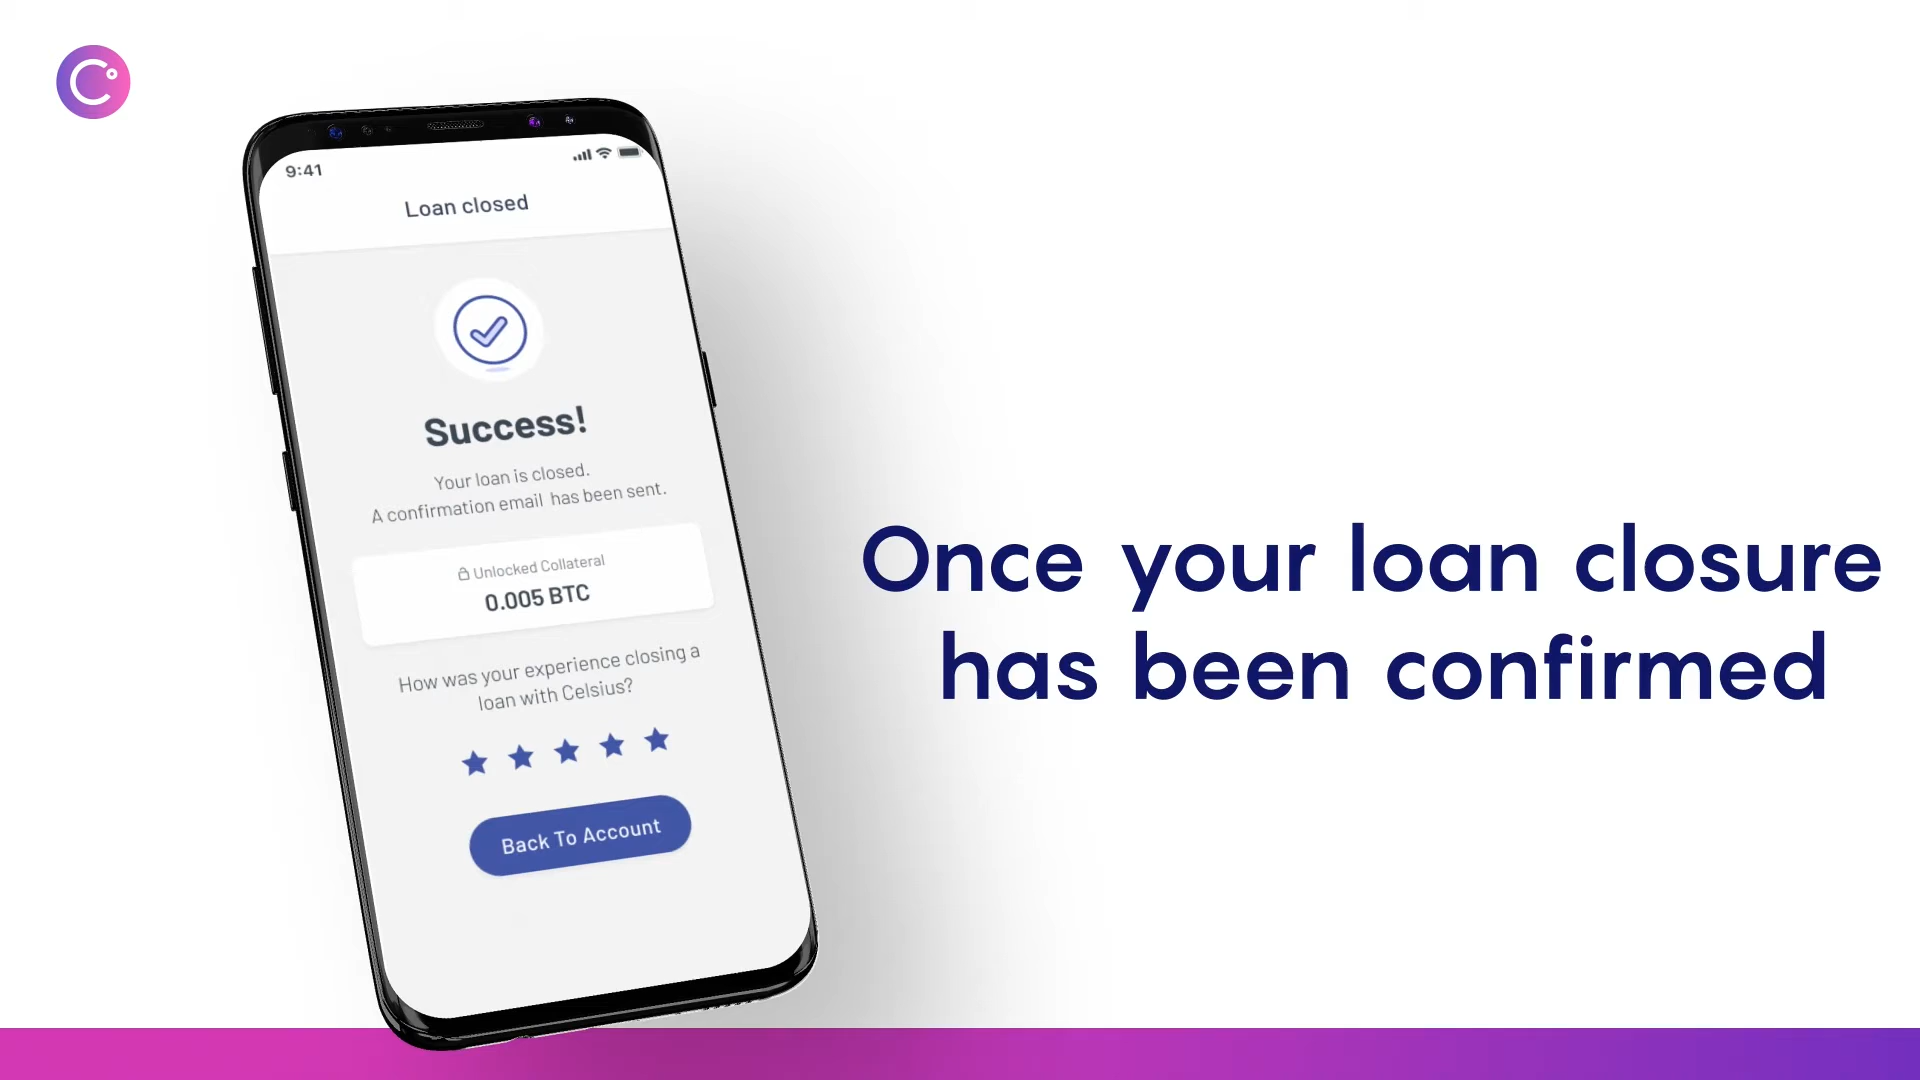 9:41
Loan closed
Success!
Your loan is closed.
A confirmation email has been sent.
Unlocked Collateral
0.005 BTC
How was your experience closing a
loan with Celsius?
Back To Account
Once your loan closure
has been confirmed